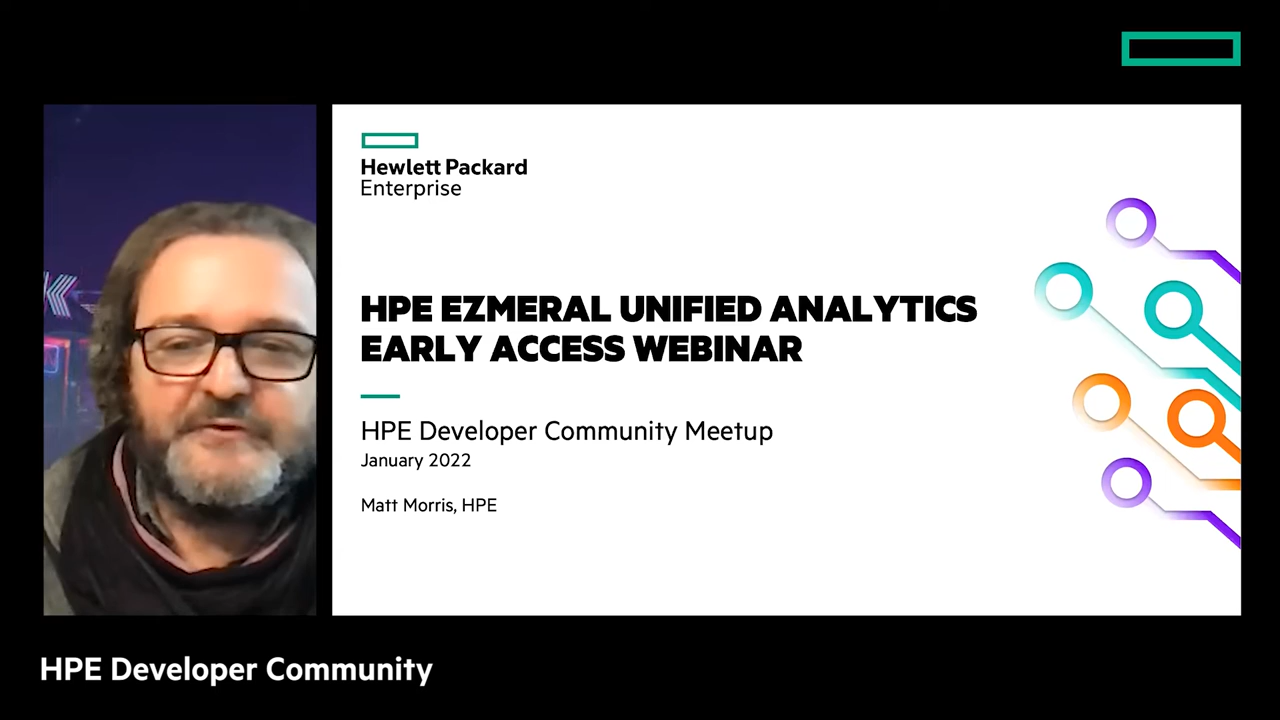 Hewlett Packard
Enterprise
HPE EZMERAL UNIFIED ANALYTICS
EARLY ACCESS WEBINAR
HPE Developer Community Meetup
January 2022
Matt Morris, HPE
HPE Developer Community